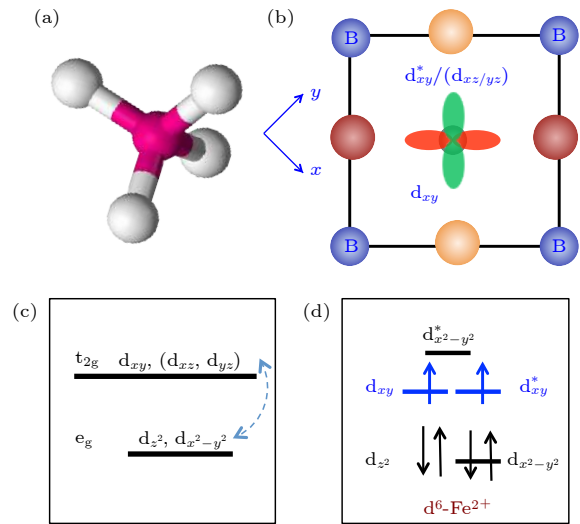 (a)
(b)
B
B
d*xy/(dxz/yz)
y
x
dxy
B
B
(c)
t2g dxy, (dxz, dyz)
eg dz², dx²−y²
(d)
d*x²−y²
dxy d*xy
dz² dx²−y²
d⁶-Fe²⁺